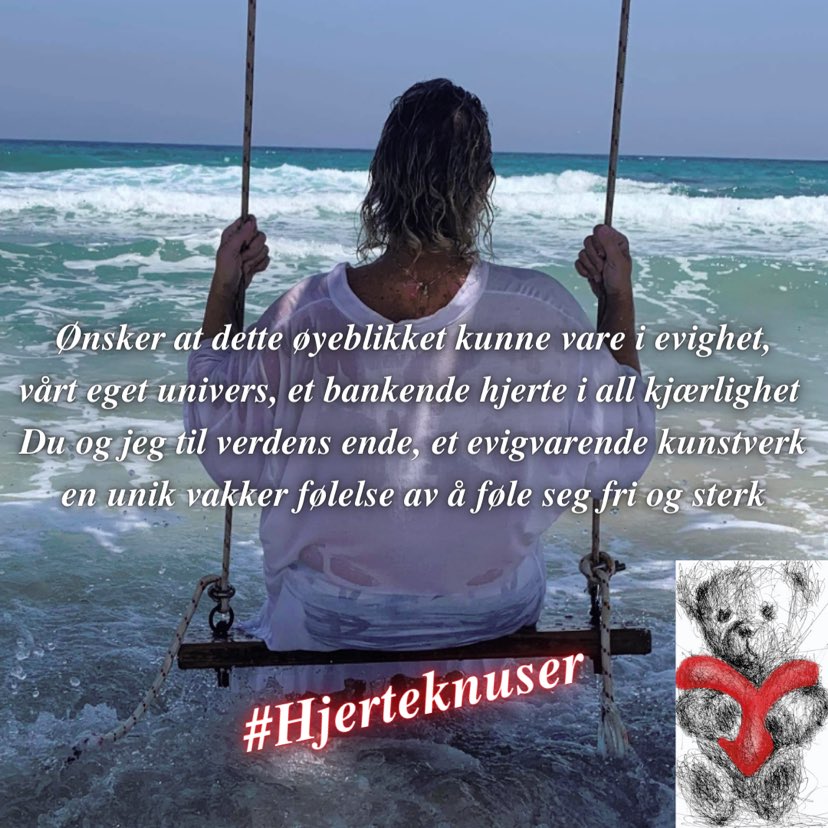 Ønsker at dette øyeblikket kunne vare i evighet,
vårt eget univers, et bankende hjerte i all kjærlighet
Du og jeg til verdens ende, et evigvarende kunstverk
en unik vakker følelse av å føle seg fri og sterk
#Hjerteknuser